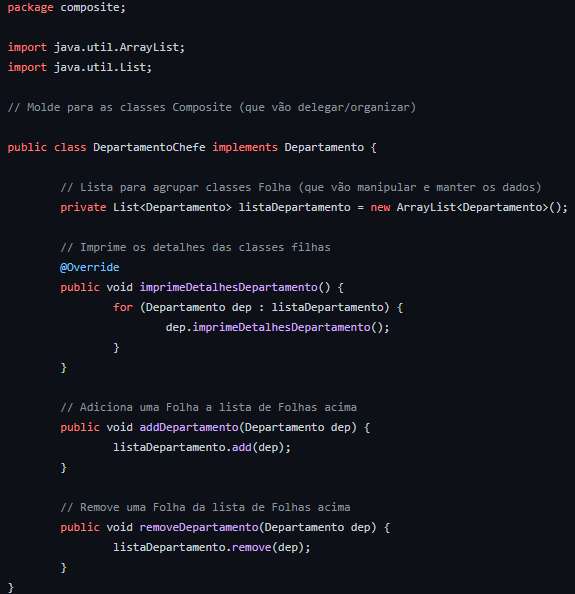 package composite;
import java.util.ArrayList;
import java.util.List;
// Molde para as classes Composite (que vão delegar/organizar)
public class DepartamentoChefe implements Departamento {
// Lista para agrupar classes Folha (que vão manipular e manter os dados)
private List<Departamento> listaDepartamento = new ArrayList<Departamento>();
// Imprime os detalhes das classes filhas
@Override
public void imprimeDetalhesDepartamento() {
for (Departamento dep : listaDepartamento) {
dep.imprimeDetalhesDepartamento();
}
}
// Adiciona uma Folha a lista de Folhas acima
public void addDepartamento(Departamento dep) {
listaDepartamento.add(dep);
}
// Remove uma Folha da lista de Folhas acima
public void removeDepartamento(Departamento dep) {
listaDepartamento.remove(dep);
}
}